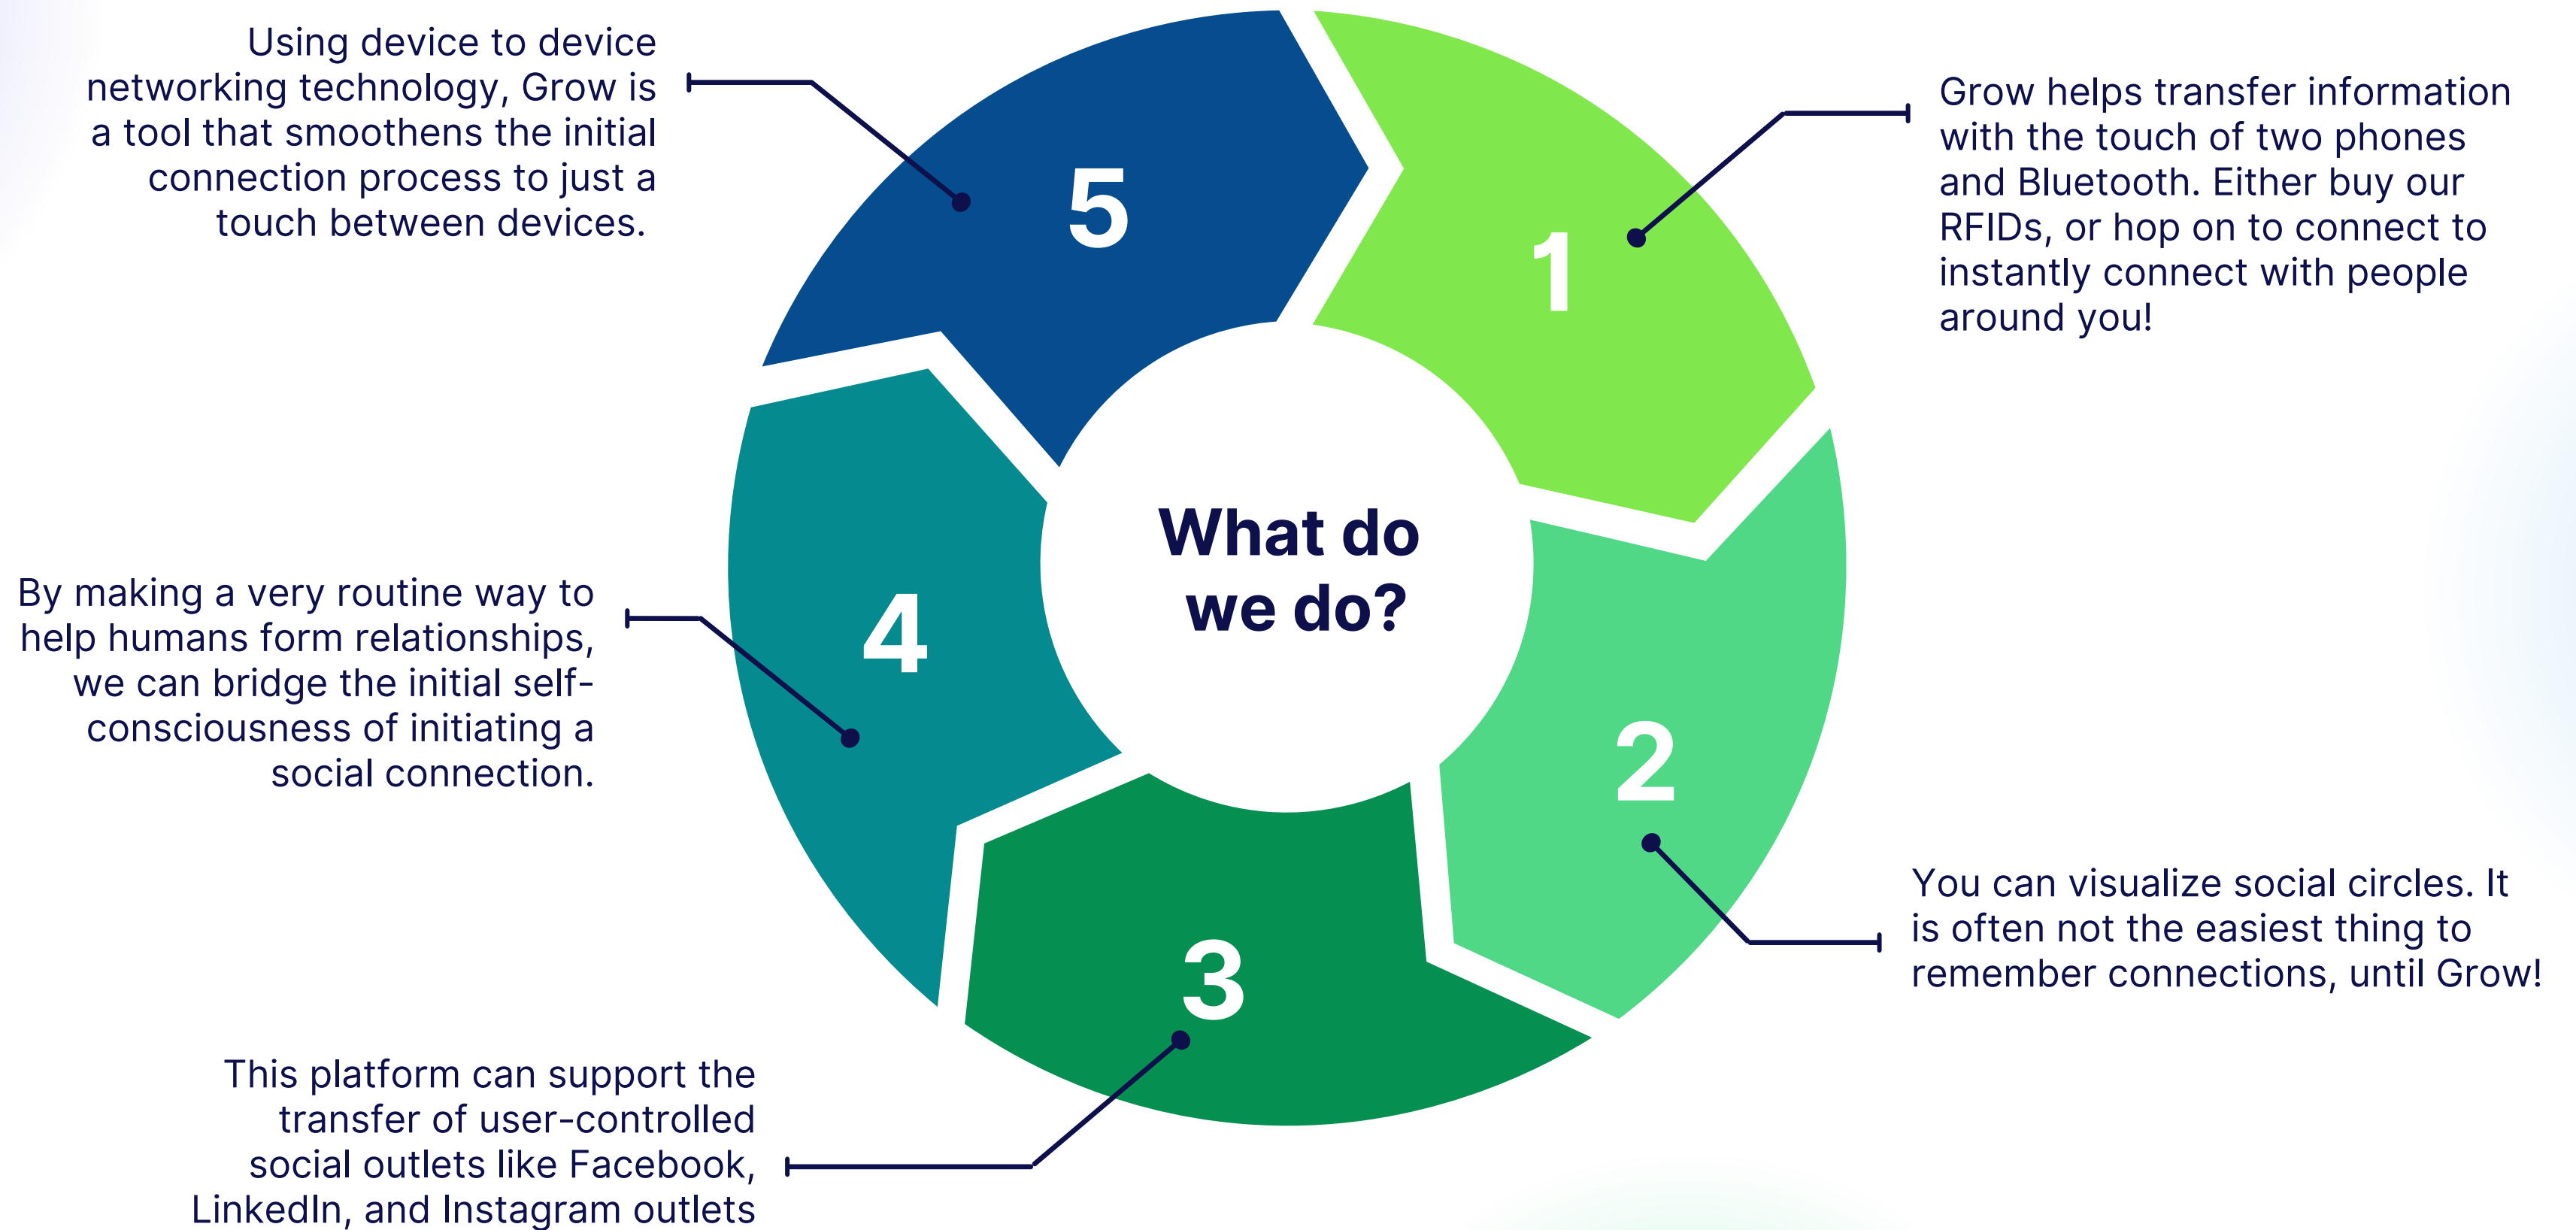 What do
we do?
1
Grow helps transfer information
with the touch of two phones
and Bluetooth. Either buy our
RFIDs, or hop on to connect to
instantly connect with people
around you!
2
You can visualize social circles. It
is often not the easiest thing to
remember connections, until Grow!
3
This platform can support the
transfer of user-controlled
social outlets like Facebook,
LinkedIn, and Instagram outlets
4
By making a very routine way to
help humans form relationships,
we can bridge the initial self-
consciousness of initiating a
social connection.
5
Using device to device
networking technology, Grow is
a tool that smoothens the initial
connection process to just a
touch between devices.